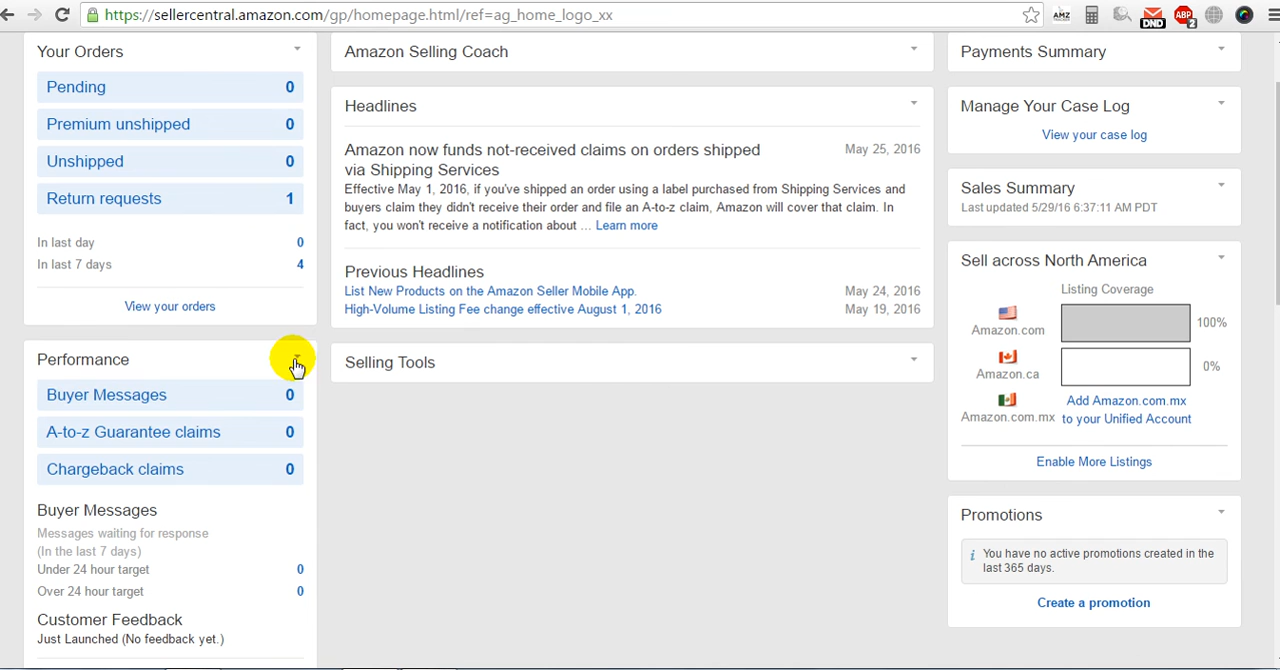 https://sellercentral.amazon.com/gp/homepage.html/ref=ag_home_logo_xx
AMZ
DND
ABP
2
Your Orders
Pending 0
Premium unshipped 0
Unshipped 0
Return requests 1
In last day 0
In last 7 days 4
View your orders
Performance
Buyer Messages 0
A-to-z Guarantee claims 0
Chargeback claims 0
Buyer Messages
Messages waiting for response
(In the last 7 days)
Under 24 hour target 0
Over 24 hour target 0
Customer Feedback
Just Launched (No feedback yet.)
Amazon Selling Coach
Headlines
Amazon now funds not-received claims on orders shipped May 25, 2016
via Shipping Services
Effective May 1, 2016, if you've shipped an order using a label purchased from Shipping Services and
buyers claim they didn't receive their order and file an A-to-z claim, Amazon will cover that claim. In
fact, you won't receive a notification about ... Learn more
Previous Headlines
List New Products on the Amazon Seller Mobile App. May 24, 2016
High-Volume Listing Fee change effective August 1, 2016 May 19, 2016
Selling Tools
Payments Summary
Manage Your Case Log
View your case log
Sales Summary
Last updated 5/29/16 6:37:11 AM PDT
Sell across North America
Listing Coverage
Amazon.com 100%
Amazon.ca 0%
Amazon.com.mx
Add Amazon.com.mx
to your Unified Account
Enable More Listings
Promotions
i You have no active promotions created in the
last 365 days.
Create a promotion